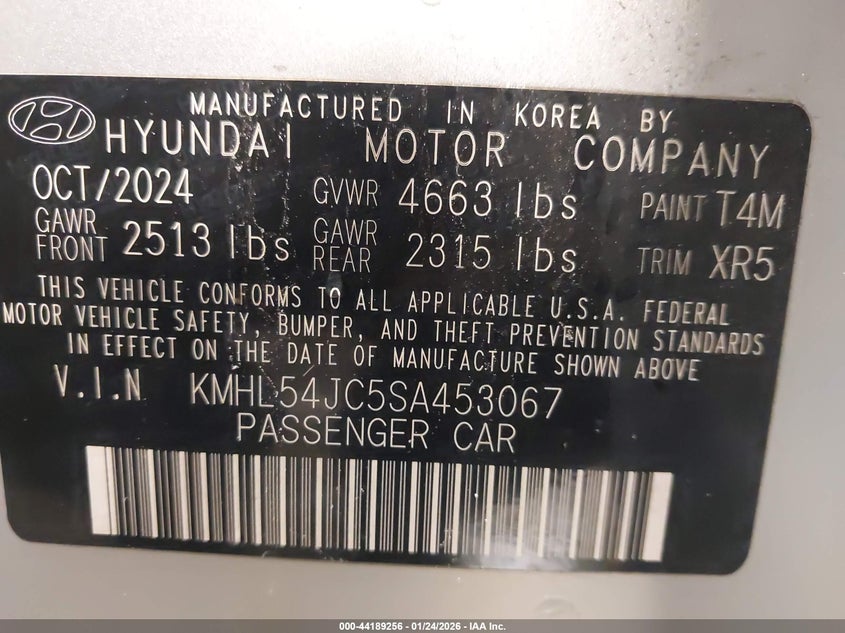 MANUFACTURED IN KOREA BY
HYUNDAI MOTOR COMPANY
OCT/2024 GVWR 4663 lbs PAINT T4M
GAWR FRONT 2513 lbs GAWR REAR 2315 lbs TRIM XR5
THIS VEHICLE CONFORMS TO ALL APPLICABLE U.S.A. FEDERAL
MOTOR VEHICLE SAFETY, BUMPER, AND THEFT PREVENTION STANDARDS
IN EFFECT ON THE DATE OF MANUFACTURE SHOWN ABOVE
V.I.N KMHL54JC5SA453067
PASSENGER CAR
000-44189256 - 01/24/2026 - IAA Inc.